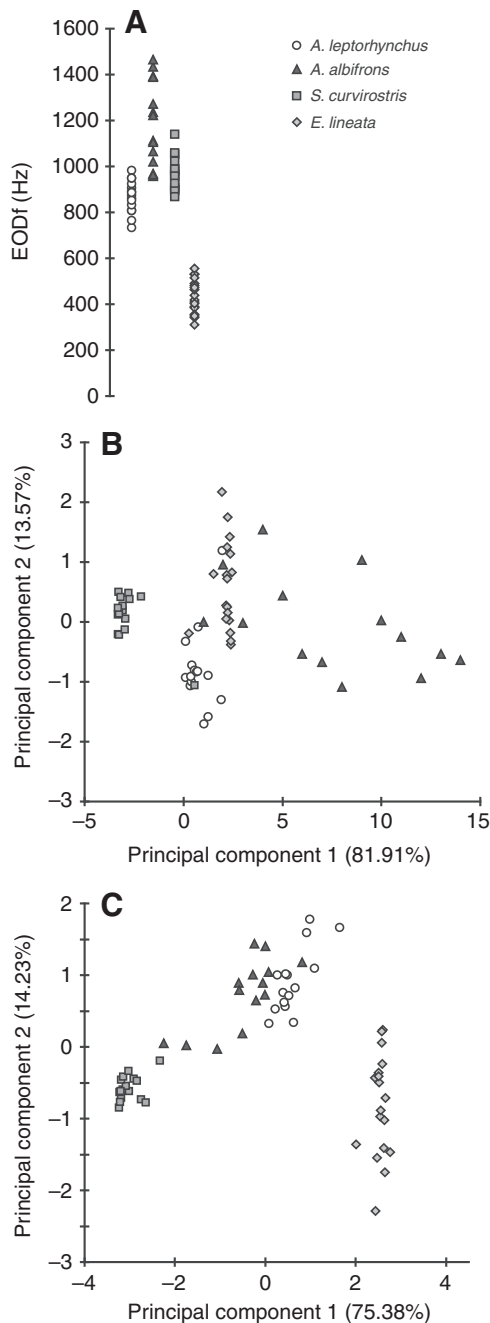 A
1600
1400
1200
1000
800
600
400
200
0
EODf (Hz)
A. leptorhynchus
A. albifrons
S. curvirostris
E. lineata
B
3
2
1
0
–1
–2
–3
Principal component 2 (13.57%)
–5 0 5 10 15
Principal component 1 (81.91%)
C
2
1
0
–1
–2
–3
Principal component 2 (14.23%)
–4 –2 0 2 4
Principal component 1 (75.38%)